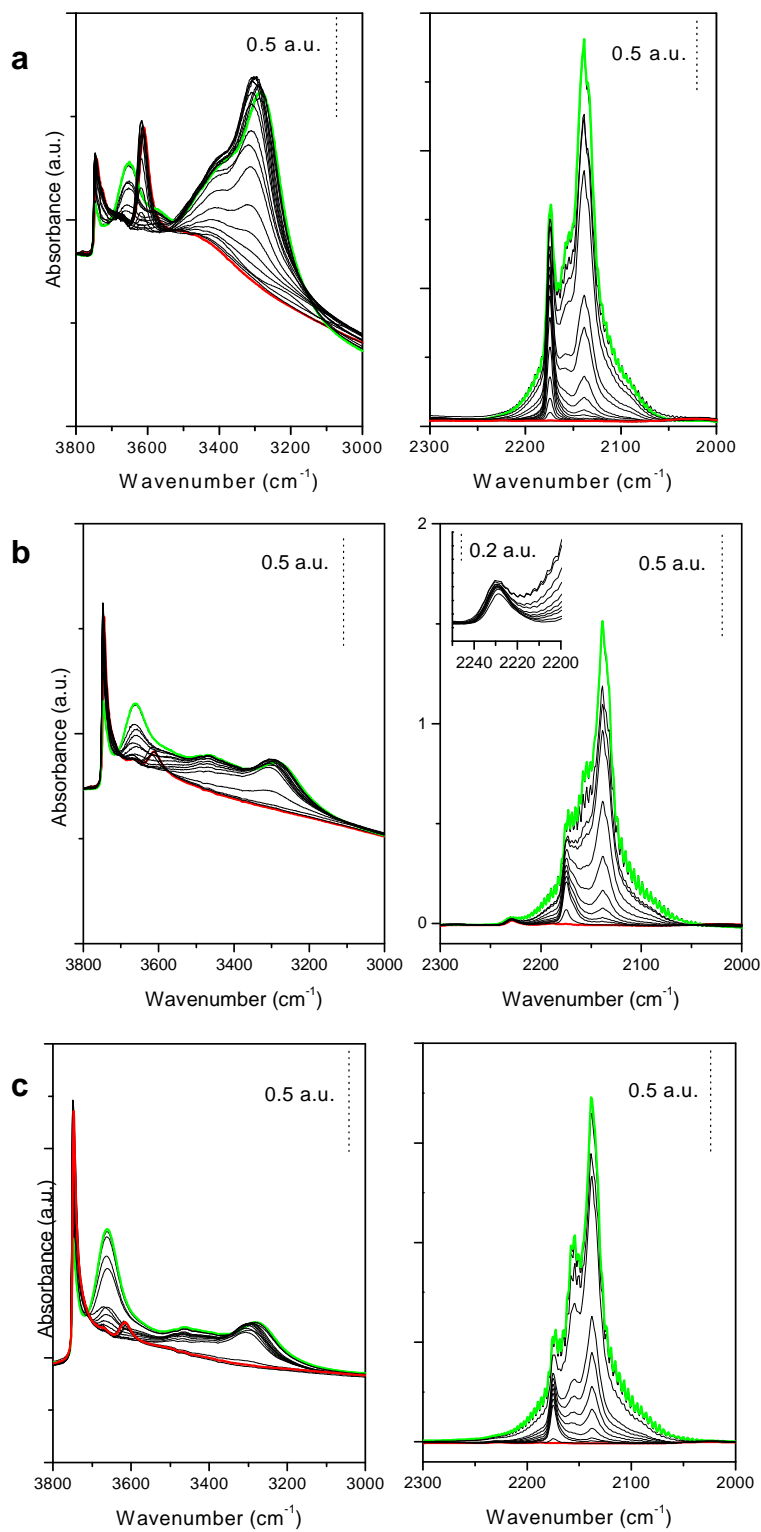 a
0.5 a.u.
0.5 a.u.
Absorbance (a.u.)
3800 3600 3400 3200 3000
2300 2200 2100 2000
Wavenumber (cm⁻¹)
Wavenumber (cm⁻¹)
b
0.5 a.u.
2
0.2 a.u.
0.5 a.u.
2240 2220 2200
1
Absorbance (a.u.)
0
3800 3600 3400 3200 3000
2300 2200 2100 2000
Wavenumber (cm⁻¹)
Wavenumber (cm⁻¹)
c
0.5 a.u.
0.5 a.u.
Absorbance (a.u.)
3800 3600 3400 3200 3000
2300 2200 2100 2000
Wavenumber (cm⁻¹)
Wavenumber (cm⁻¹)